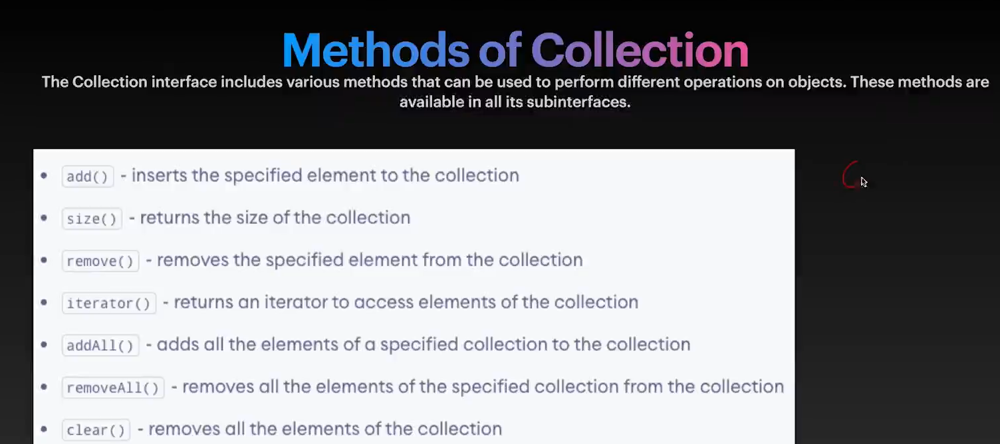 Methods of Collection
The Collection interface includes various methods that can be used to perform different operations on objects. These methods are
available in all its subinterfaces.
• add() - inserts the specified element to the collection
• size() - returns the size of the collection
• remove() - removes the specified element from the collection
• iterator() - returns an iterator to access elements of the collection
• addAll() - adds all the elements of a specified collection to the collection
• removeAll() - removes all the elements of the specified collection from the collection
• clear() - removes all the elements of the collection